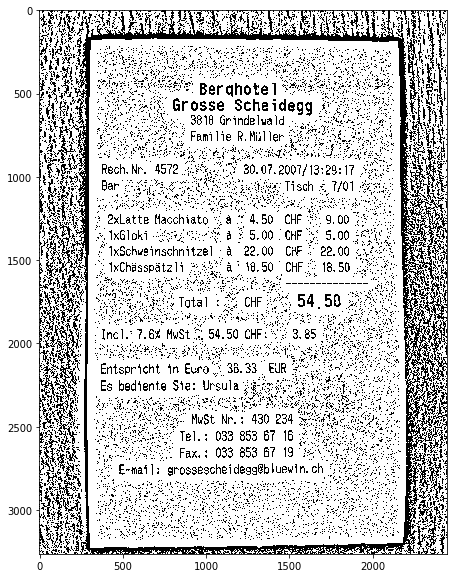 Berghotel
Grosse Scheidegg
3818 Grindelwald
Familie R.Müller
Rech.Nr. 4572 30.07.2007/13:29:17
Bar Tisch 7/01
2xLatte Macchiato à 4.50 CHF 9.00
1xGloki à 5.00 CHF 5.00
1xSchweinschnitzel à 22.00 CHF 22.00
1xChässpätzli à 18.50 CHF 18.50
Total : CHF 54.50
Incl. 7.6% MwSt 54.50 CHF: 3.85
Entspricht in Euro 36.33 EUR
Es bediente Sie: Ursula
MwSt Nr.: 430 234
Tel.: 033 853 67 16
Fax.: 033 853 67 19
E-mail: grossescheidegg@bluewin.ch
0
500
1000
1500
2000
2500
3000
0 500 1000 1500 2000